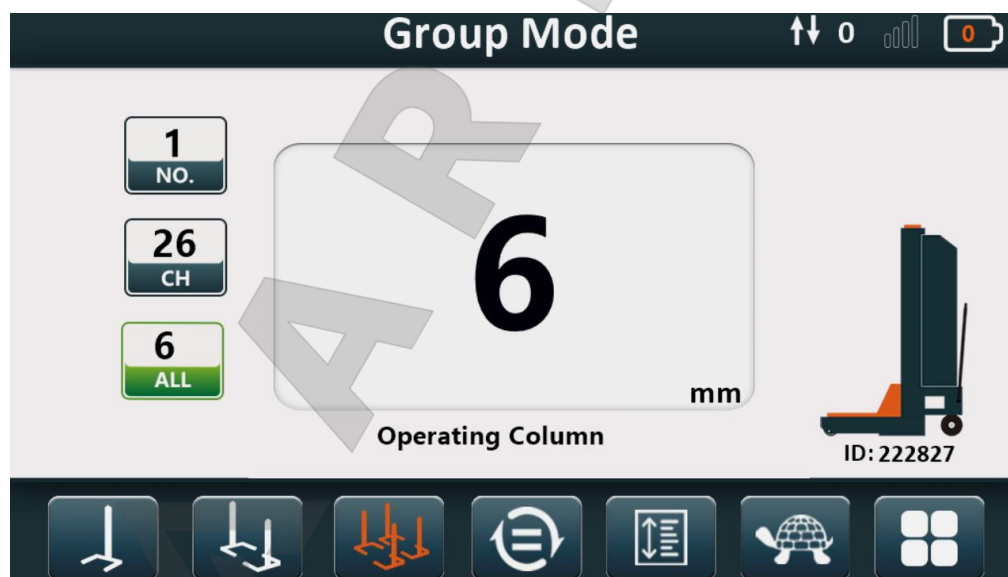 Group Mode
0
0
1
NO.
26
CH
6
ALL
6
mm
Operating Column
ID: 222827
A R